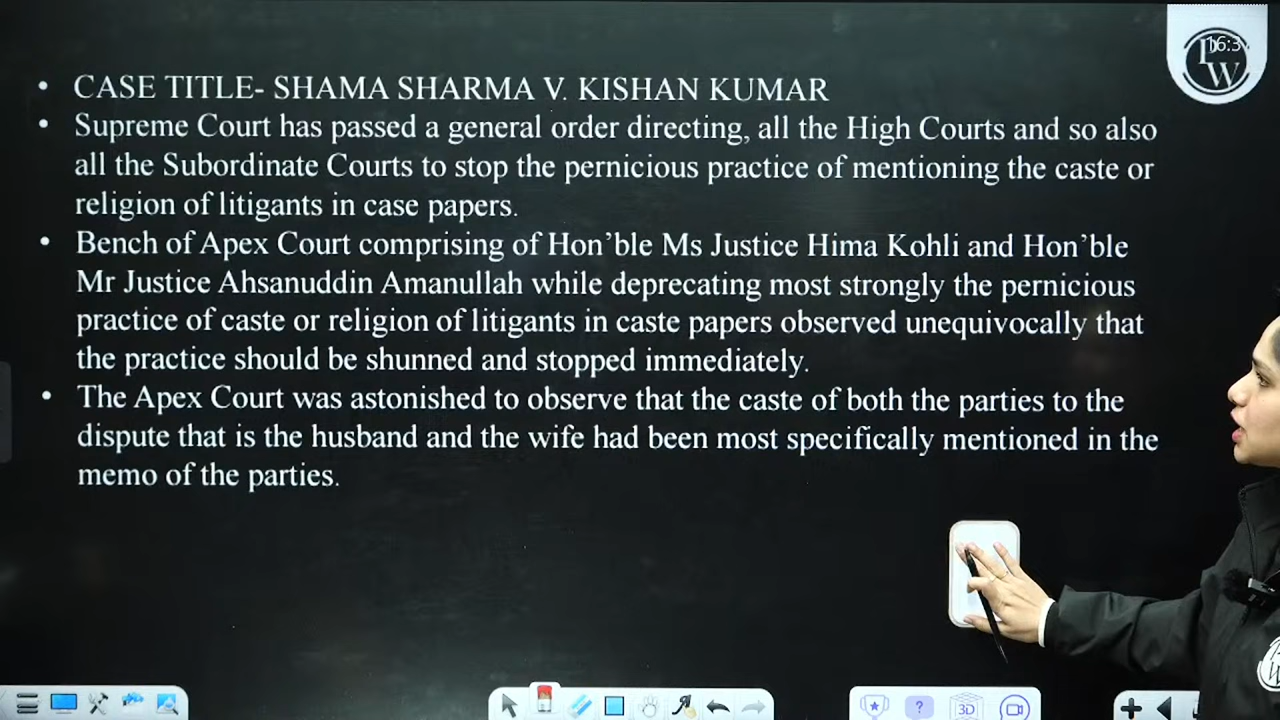 16:3
• CASE TITLE- SHAMA SHARMA V. KISHAN KUMAR
• Supreme Court has passed a general order directing, all the High Courts and so also
all the Subordinate Courts to stop the pernicious practice of mentioning the caste or
religion of litigants in case papers.
• Bench of Apex Court comprising of Hon’ble Ms Justice Hima Kohli and Hon’ble
Mr Justice Ahsanuddin Amanullah while deprecating most strongly the pernicious
practice of caste or religion of litigants in caste papers observed unequivocally that
the practice should be shunned and stopped immediately.
• The Apex Court was astonished to observe that the caste of both the parties to the
dispute that is the husband and the wife had been most specifically mentioned in the
memo of the parties.
3D